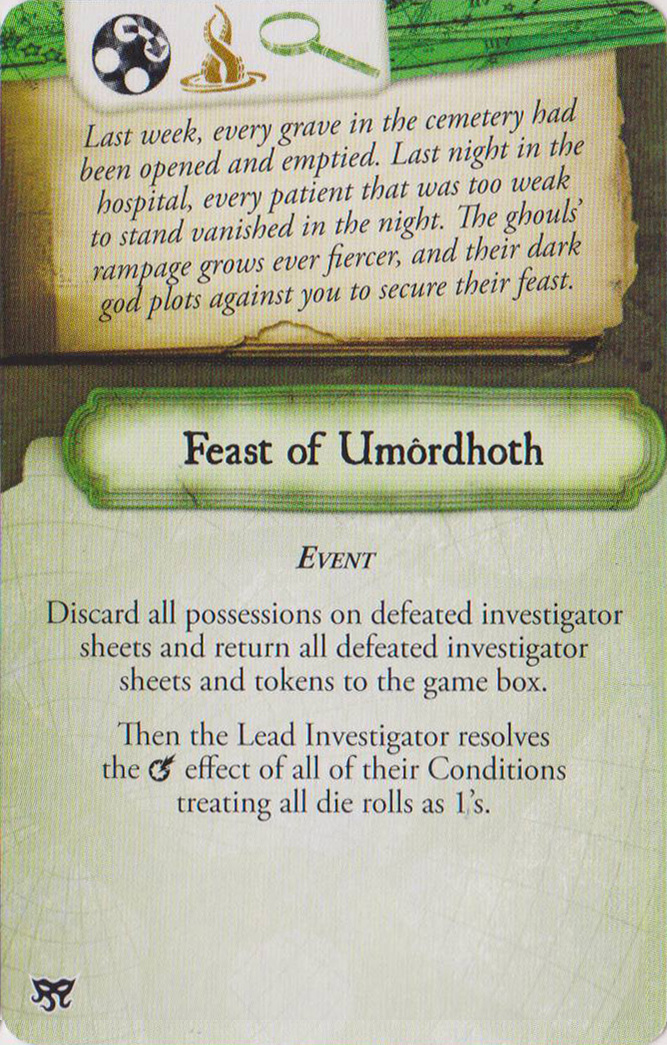 Last week, every grave in the cemetery had
been opened and emptied. Last night in the
hospital, every patient that was too weak
to stand vanished in the night. The ghouls'
rampage grows ever fiercer, and their dark
god plots against you to secure their feast.
Feast of Umôrdhoth
EVENT
Discard all possessions on defeated investigator
sheets and return all defeated investigator
sheets and tokens to the game box.
Then the Lead Investigator resolves
the effect of all of their Conditions
treating all die rolls as 1's.